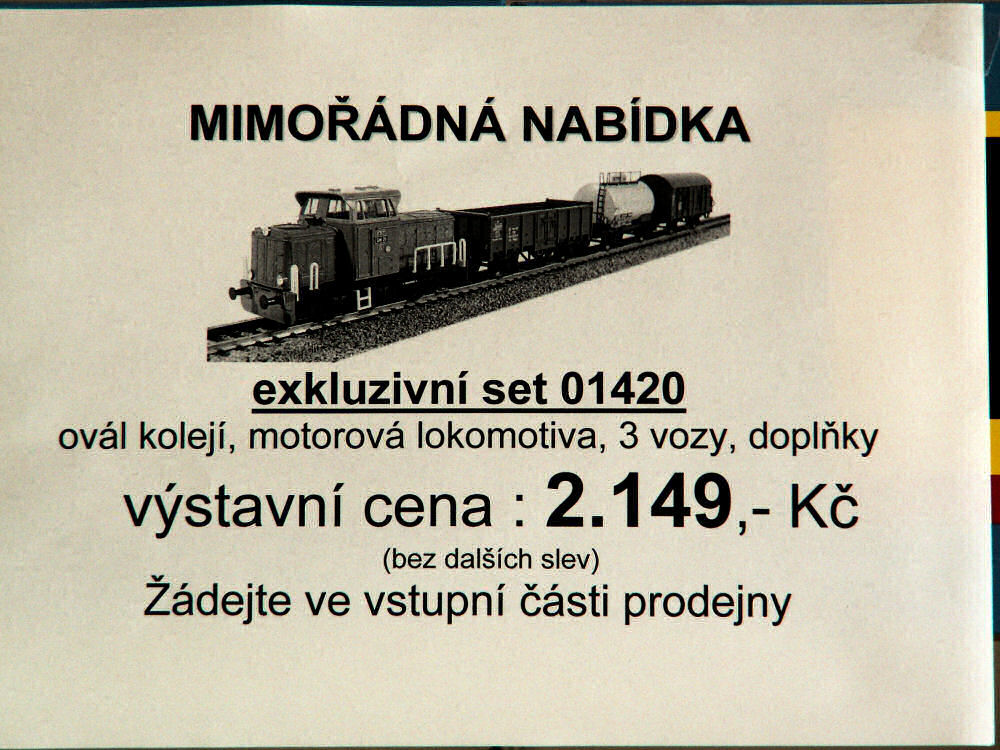 MIMOŘÁDNÁ NABÍDKA
exkluzivní set 01420
ovál kolejí, motorová lokomotiva, 3 vozy, doplňky
výstavní cena : 2.149,- Kč
(bez dalších slev)
Žádejte ve vstupní části prodejny